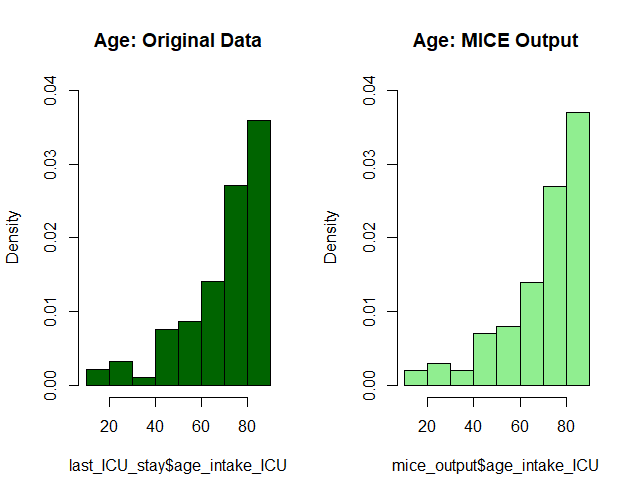 Age: Original Data
Density
0.00 0.01 0.02 0.03 0.04
20 40 60 80
last_ICU_stay$age_intake_ICU
Age: MICE Output
Density
0.00 0.01 0.02 0.03 0.04
20 40 60 80
mice_output$age_intake_ICU